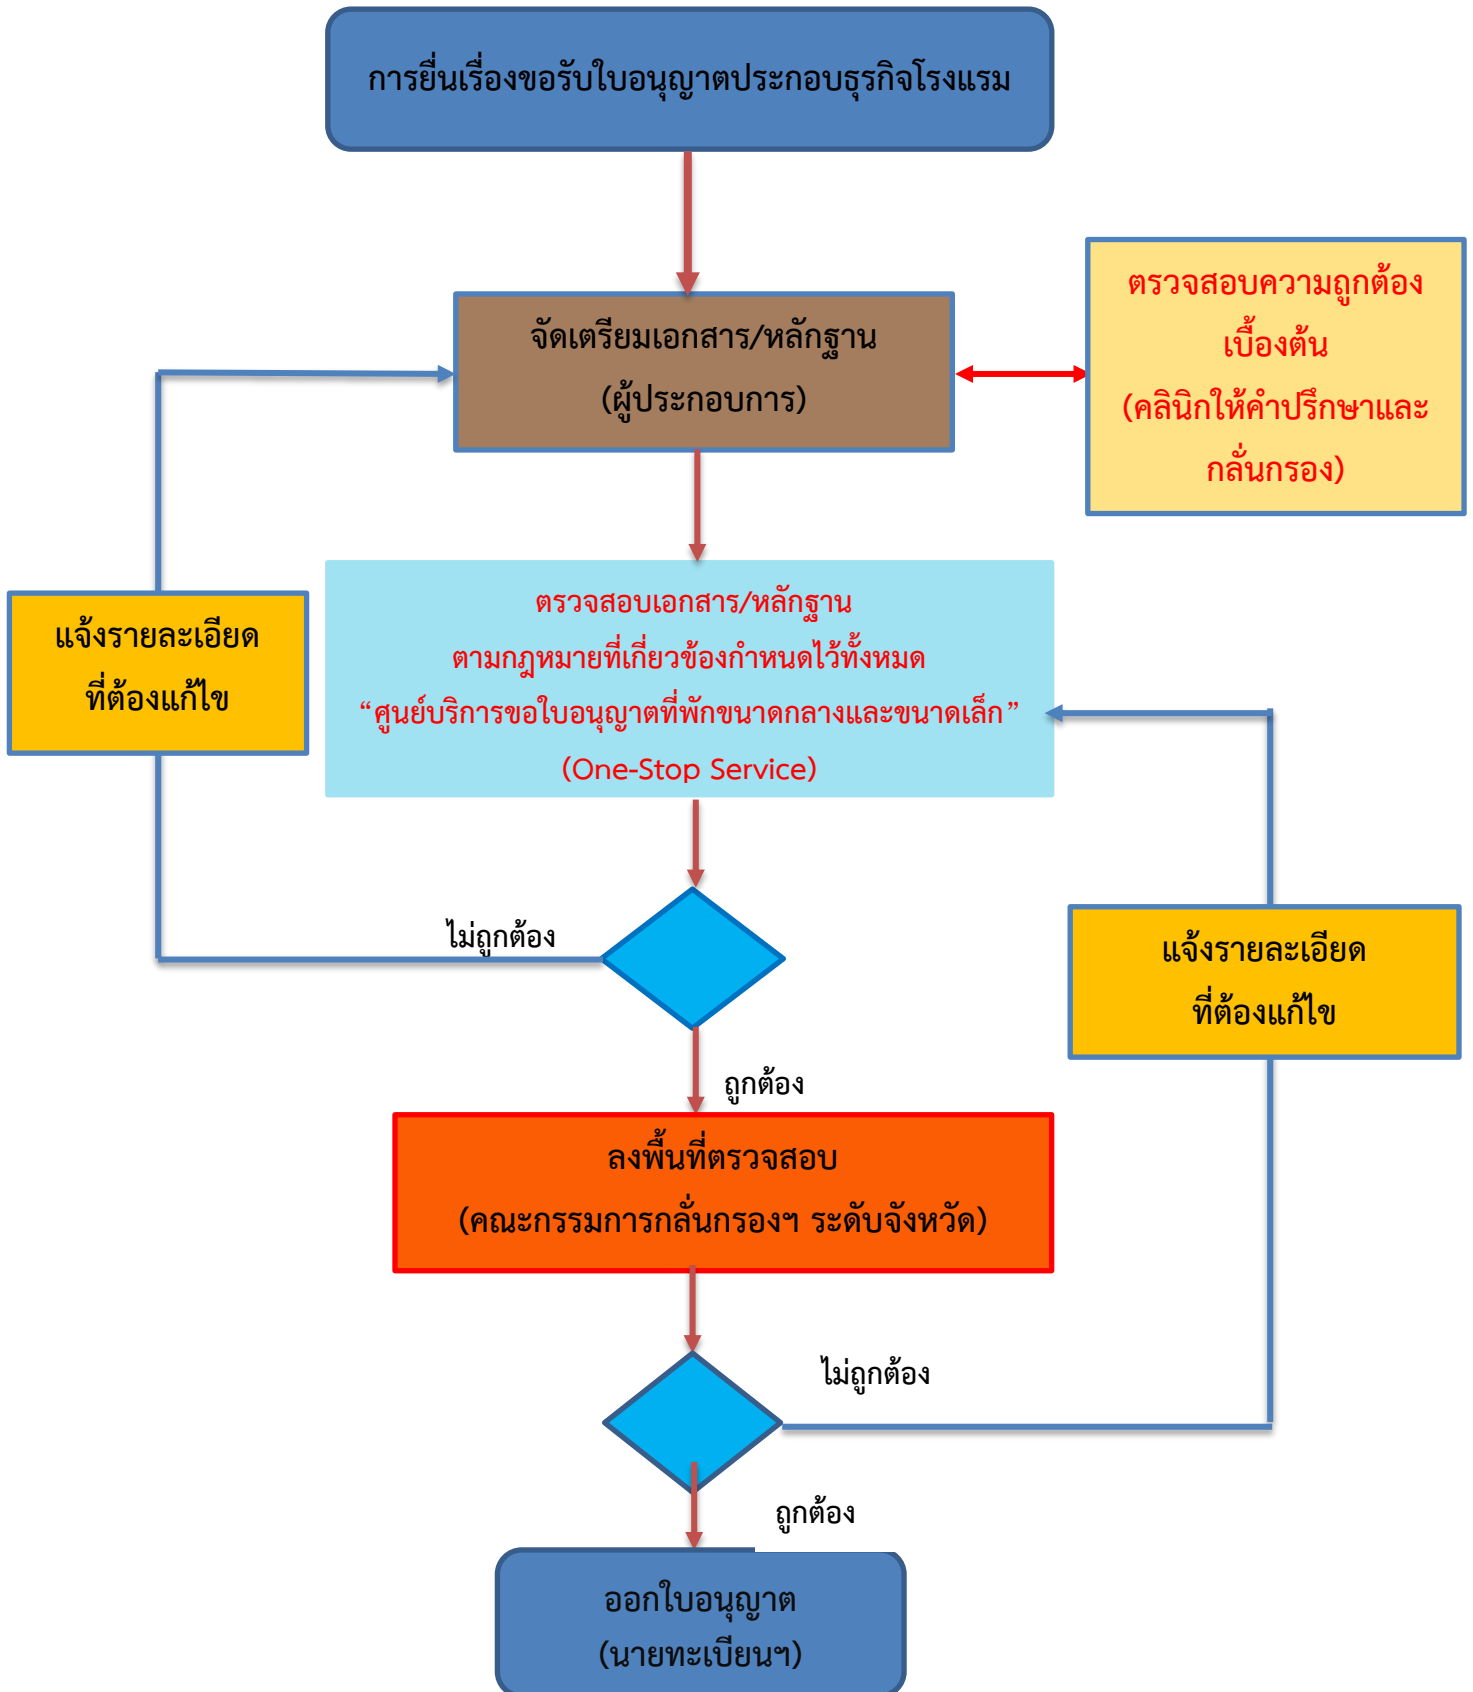 การยื่นเรื่องขอรับใบอนุญาตประกอบธุรกิจโรงแรม
จัดเตรียมเอกสาร/หลักฐาน
(ผู้ประกอบการ)
ตรวจสอบความถูกต้อง
เบื้องต้น
(คลินิกให้คำปรึกษาและ
กลั่นกรอง)
ตรวจสอบเอกสาร/หลักฐาน
ตามกฎหมายที่เกี่ยวข้องกำหนดไว้ทั้งหมด
“ศูนย์บริการขอใบอนุญาตที่พักขนาดกลางและขนาดเล็ก”
(One-Stop Service)
แจ้งรายละเอียด
ที่ต้องแก้ไข
ไม่ถูกต้อง
แจ้งรายละเอียด
ที่ต้องแก้ไข
ถูกต้อง
ลงพื้นที่ตรวจสอบ
(คณะกรรมการกลั่นกรองฯ ระดับจังหวัด)
ไม่ถูกต้อง
ถูกต้อง
ออกใบอนุญาต
(นายทะเบียนฯ)